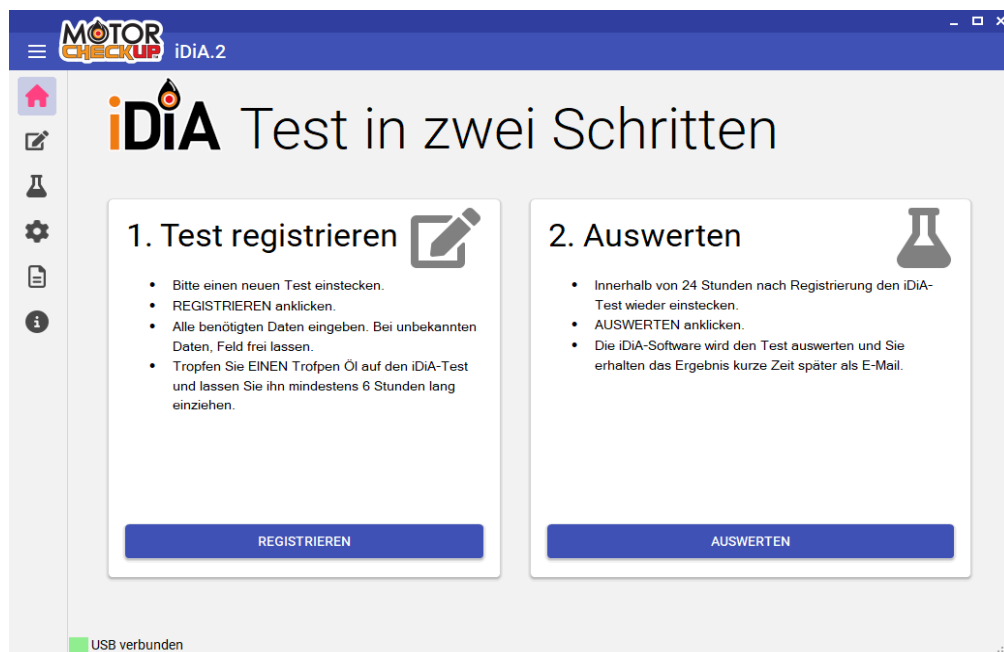 MOTOR
CHECKUP
iDiA.2
iDiA Test in zwei Schritten
1. Test registrieren
• Bitte einen neuen Test einstecken.
• REGISTRIEREN anklicken.
• Alle benötigten Daten eingeben. Bei unbekannten
Daten, Feld frei lassen.
• Tropfen Sie EINEN Trofpen Öl auf den iDiA-Test
und lassen Sie ihn mindestens 6 Stunden lang
einziehen.
REGISTRIEREN
2. Auswerten
• Innerhalb von 24 Stunden nach Registrierung den iDiA-
Test wieder einstecken.
• AUSWERTEN anklicken.
• Die iDiA-Software wird den Test auswerten und Sie
erhalten das Ergebnis kurze Zeit später als E-Mail.
AUSWERTEN
USB verbunden